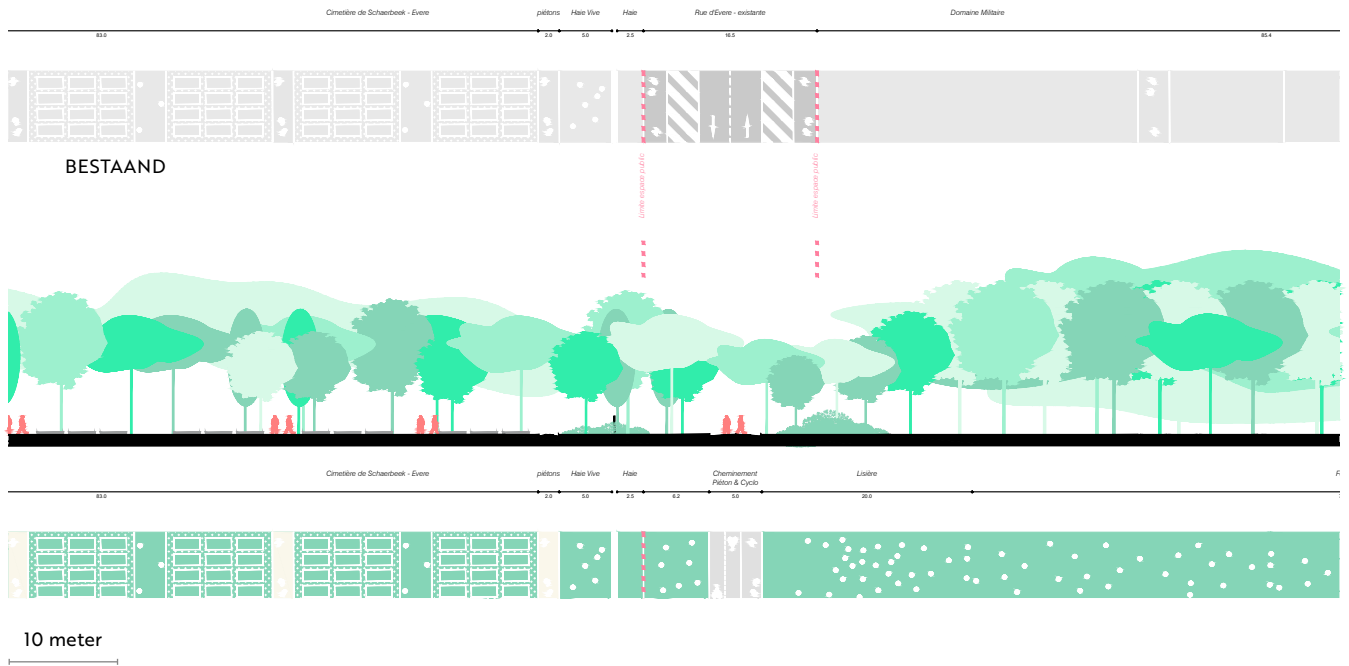 Cimetière de Schaerbeek - Evere piétons Haie Vive Haie Rue d'Evere - existante Domaine Militaire
83.0 2.0 5.0 2.5 16.5 85.4
BESTAAND
Limite espace public
Limite espace public
Cimetière de Schaerbeek - Evere piétons Haie Vive Haie Cheminement Lisière F
Piéton & Cyclo
83.0 2.0 5.0 2.5 6.2 5.0 20.0
10 meter